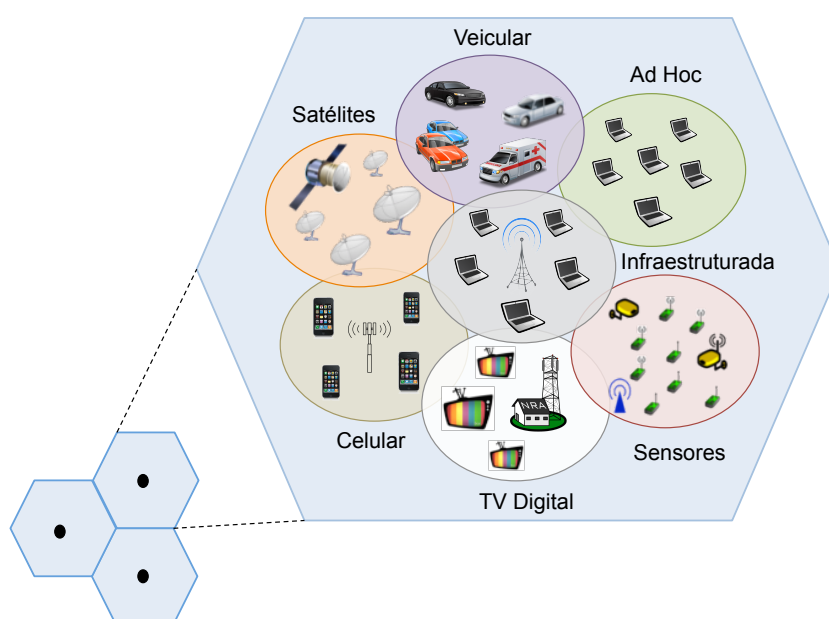 Veicular
Ad Hoc
Satélites
Infraestruturada
NRA
Celular
Sensores
TV Digital